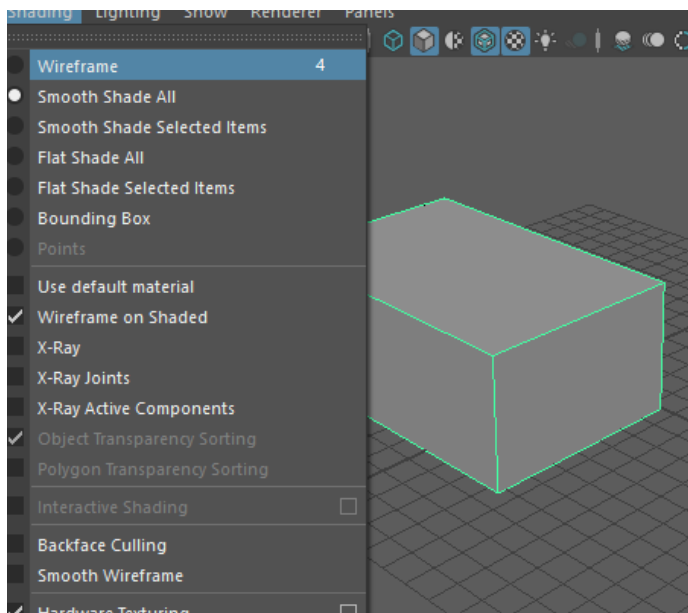 Shading Lighting Show Renderer Panels
Wireframe 4
Smooth Shade All
Smooth Shade Selected Items
Flat Shade All
Flat Shade Selected Items
Bounding Box
Points
Use default material
Wireframe on Shaded
X-Ray
X-Ray Joints
X-Ray Active Components
Object Transparency Sorting
Polygon Transparency Sorting
Interactive Shading
Backface Culling
Smooth Wireframe
Hardware Texturing